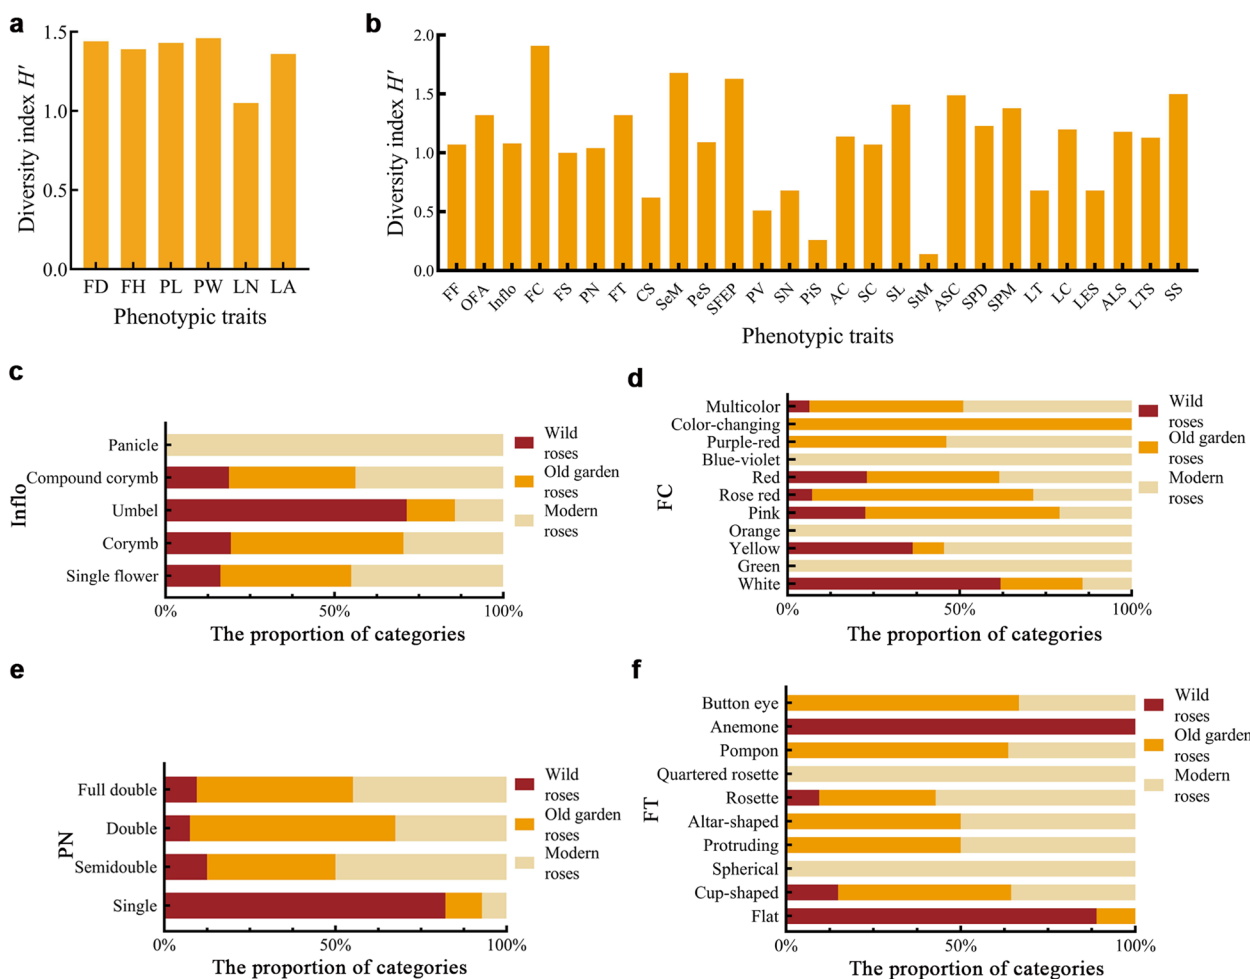 a
Diversity index H′
1.5
1.0
0.5
0.0
FD FH PL PW LN LA
Phenotypic traits
b
Diversity index H′
2.0
1.5
1.0
0.5
0.0
FF OFA Inflo FC FS PN FT CS SeM PeS SFEP PV SN PiS AC SC SL StM ASC SPD SPM LT LC LES ALS LTS SS
Phenotypic traits
c
Inflo
Panicle
Compound corymb
Umbel
Corymb
Single flower
0% 50% 100%
The proportion of categories
Wild
roses
Old garden
roses
Modern
roses
d
FC
Multicolor
Color-changing
Purple-red
Blue-violet
Red
Rose red
Pink
Orange
Yellow
Green
White
0% 50% 100%
The proportion of categories
Wild
roses
Old garden
roses
Modern
roses
e
PN
Full double
Double
Semidouble
Single
0% 50% 100%
The proportion of categories
Wild
roses
Old garden
roses
Modern
roses
f
FT
Button eye
Anemone
Pompon
Quartered rosette
Rosette
Altar-shaped
Protruding
Spherical
Cup-shaped
Flat
0% 50% 100%
The proportion of categories
Wild
roses
Old garden
roses
Modern
roses